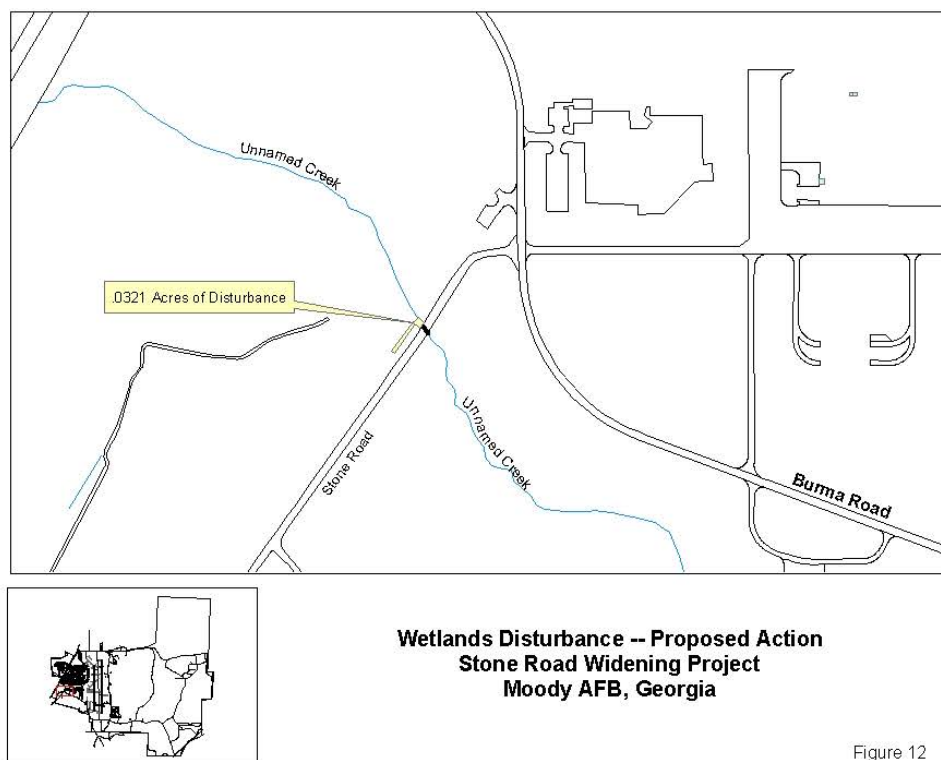 Unnamed Creek
.0321 Acres of Disturbance
Unnamed Creek
Stone Road
Burma Road
Wetlands Disturbance -- Proposed Action
Stone Road Widening Project
Moody AFB, Georgia
Figure 12